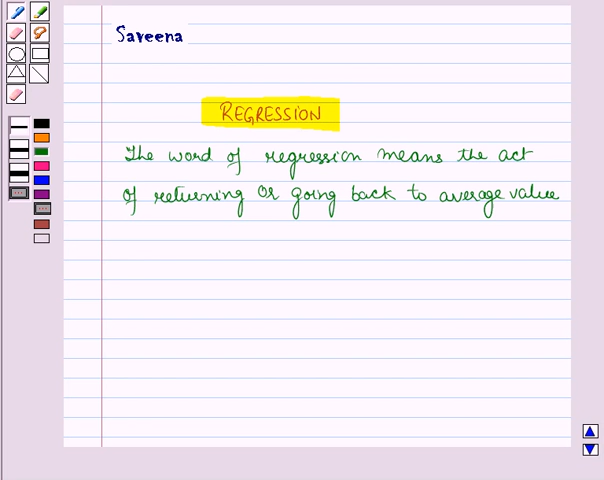 Saveena
REGRESSION
The word of regression means the act
of returning or going back to average value